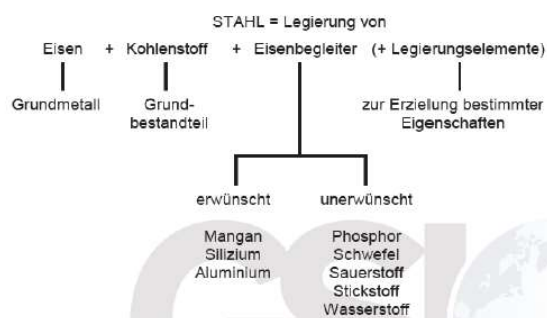 STAHL = Legierung von
Eisen + Kohlenstoff + Eisenbegleiter (+ Legierungselemente)
Grundmetall
Grund-
bestandteil
zur Erzielung bestimmter
Eigenschaften
erwünscht
unerwünscht
Mangan
Silizium
Aluminium
Phosphor
Schwefel
Sauerstoff
Stickstoff
Wasserstoff